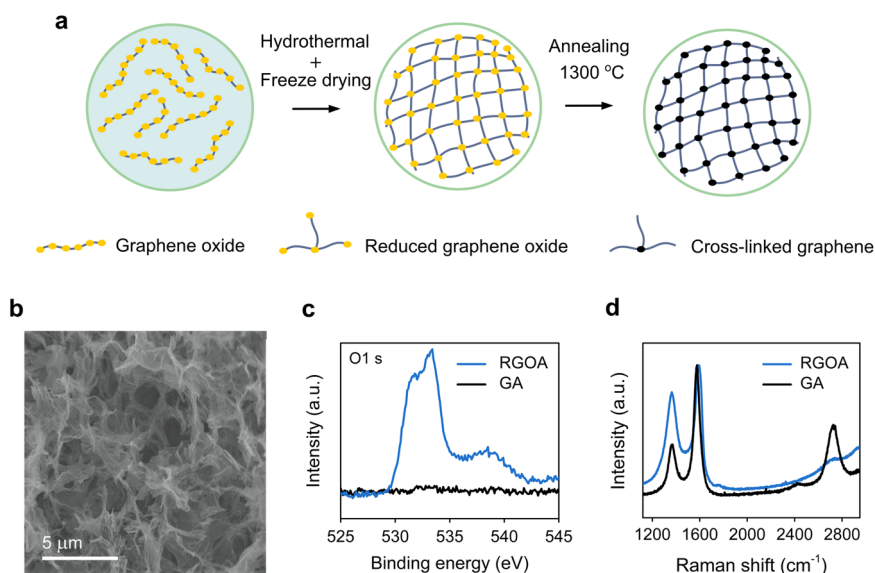 a
Hydrothermal
+
Freeze drying
Annealing
1300 ºC
Graphene oxide
Reduced graphene oxide
Cross-linked graphene
b
5 μm
c
O1 s
RGOA
GA
Intensity (a.u.)
525 530 535 540 545
Binding energy (eV)
d
RGOA
GA
Intensity (a.u.)
1200 1600 2000 2400 2800
Raman shift (cm⁻¹)